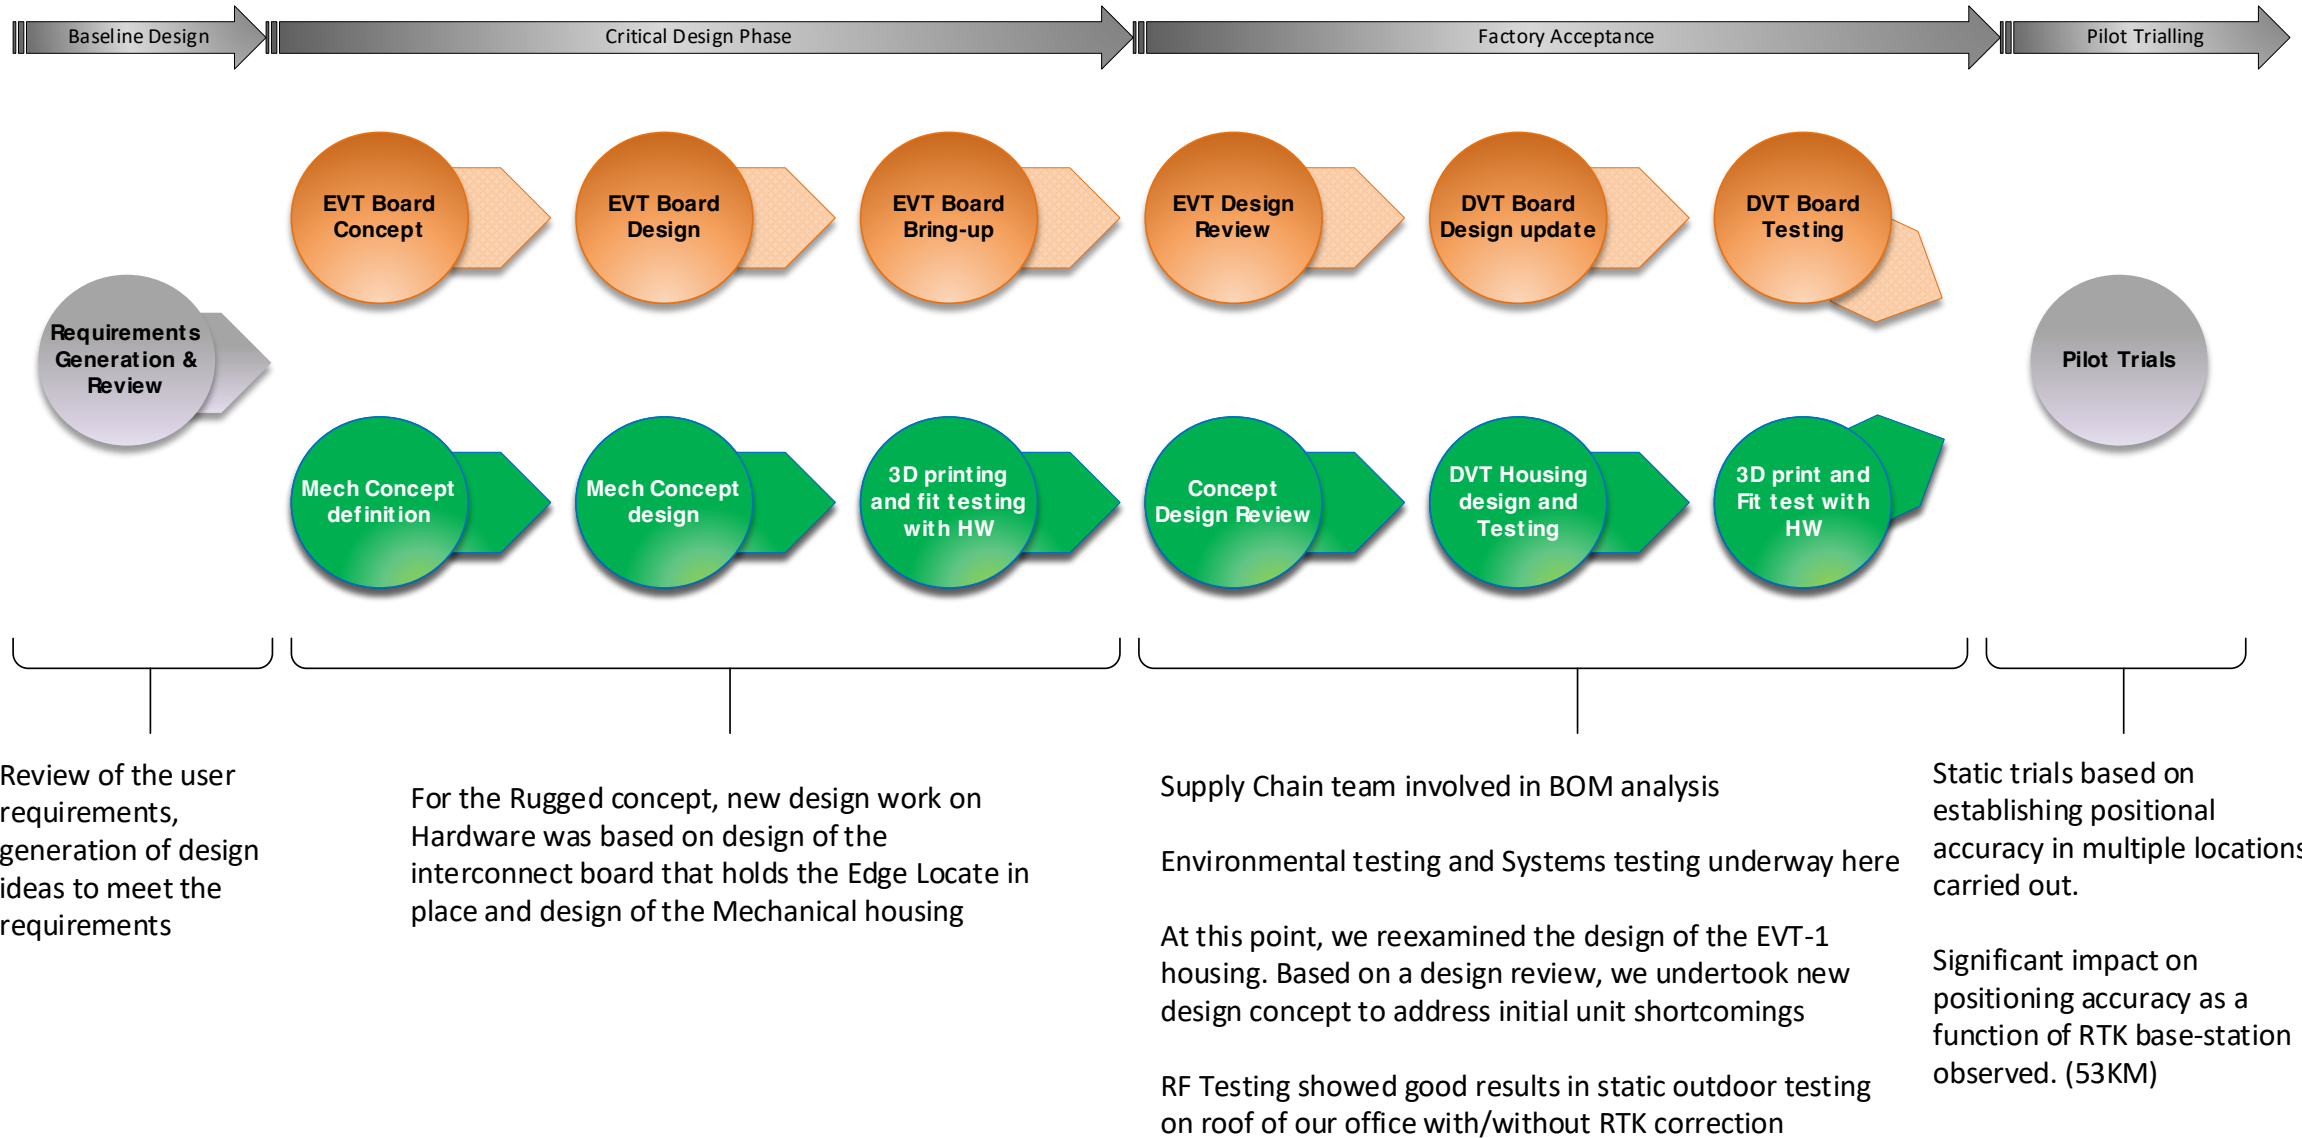 Baseline Design
Critical Design Phase
Factory Acceptance
Pilot Trialling
EVT Board
Concept
EVT Board
Design
EVT Board
Bring-up
EVT Design
Review
DVT Board
Design update
DVT Board
Testing
Requirements
Generation &
Review
Pilot Trials
Mech Concept
definition
Mech Concept
design
3D printing
and fit testing
with HW
Concept
Design Review
DVT Housing
design and
Testing
3D print and
Fit test with
HW
Review of the user
requirements,
generation of design
ideas to meet the
requirements
For the Rugged concept, new design work on
Hardware was based on design of the
interconnect board that holds the Edge Locate in
place and design of the Mechanical housing
Supply Chain team involved in BOM analysis
Environmental testing and Systems testing underway here
At this point, we reexamined the design of the EVT-1
housing. Based on a design review, we undertook new
design concept to address initial unit shortcomings
RF Testing showed good results in static outdoor testing
on roof of our office with/without RTK correction
Static trials based on
establishing positional
accuracy in multiple locations
carried out.
Significant impact on
positioning accuracy as a
function of RTK base-station
observed. (53KM)